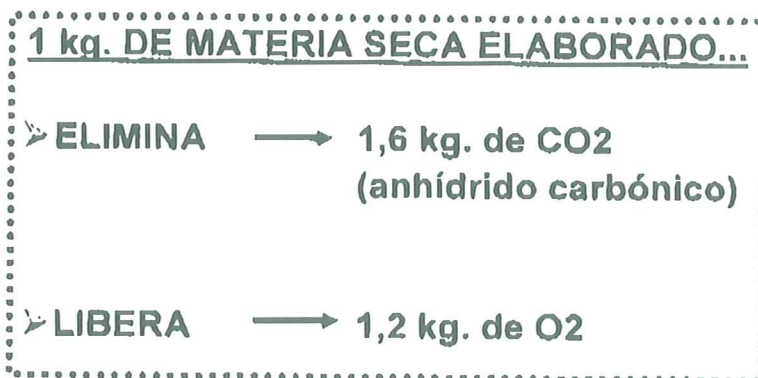 1 kg. DE MATERIA SECA ELABORADO...
➢ ELIMINA → 1,6 kg. de CO2
(anhídrido carbónico)
➢ LIBERA → 1,2 kg. de O2